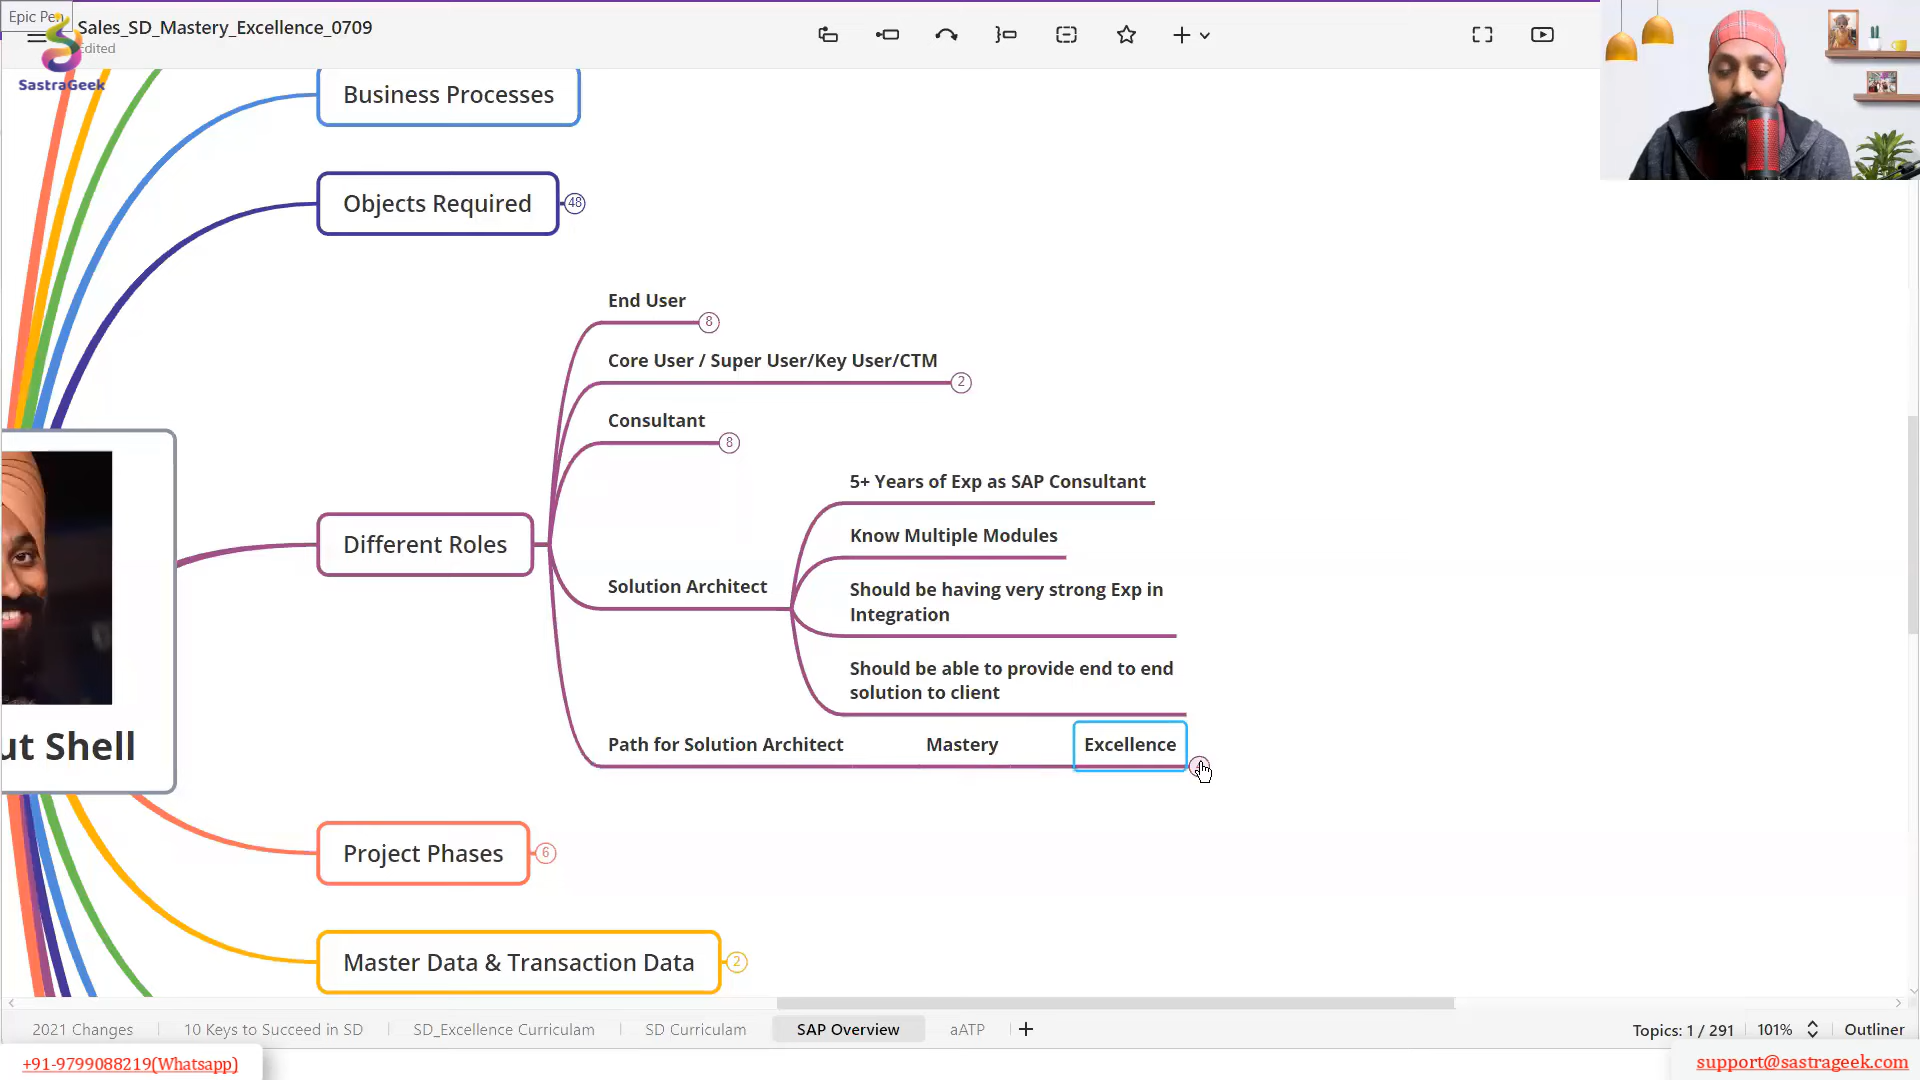 Epic Pen
Sales_SD_Mastery_Excellence_0709
Edited
SastraGeek
Business Processes
Objects Required
48
End User
8
Core User / Super User/Key User/CTM
2
Consultant
8
5+ Years of Exp as SAP Consultant
Know Multiple Modules
Different Roles
Should be having very strong Exp in
Integration
Solution Architect
Should be able to provide end to end
solution to client
Path for Solution Architect
Mastery
Excellence
ut Shell
Project Phases
6
Master Data & Transaction Data
2
2021 Changes
10 Keys to Succeed in SD
SD_Excellence Curriculam
SD Curriculam
SAP Overview
aATP
Topics: 1 / 291
101%
Outliner
+91-9799088219(Whatsapp)
support@sastrageek.com